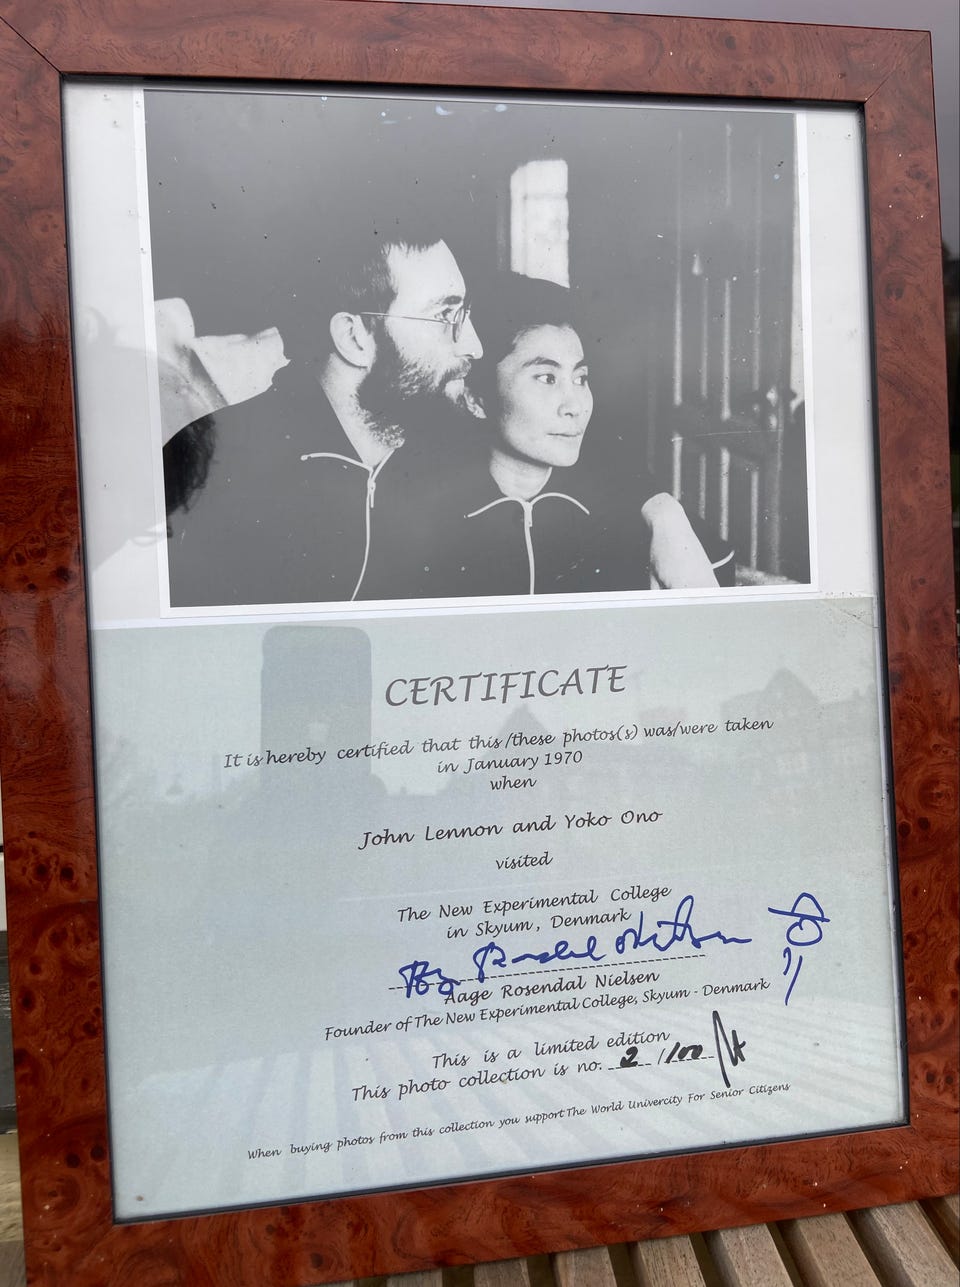 CERTIFICATE
It is hereby certified that this/these photos(s) was/were taken
in January 1970
when
John Lennon and Yoko Ono
visited
The New Experimental College
in Skyum, Denmark
Aage Rosendal Nielsen
Founder of The New Experimental College, Skyum - Denmark
This is a limited edition
This photo collection is no. 2 /100
When buying photos from this collection you support The World Univercity For Senior Citizens